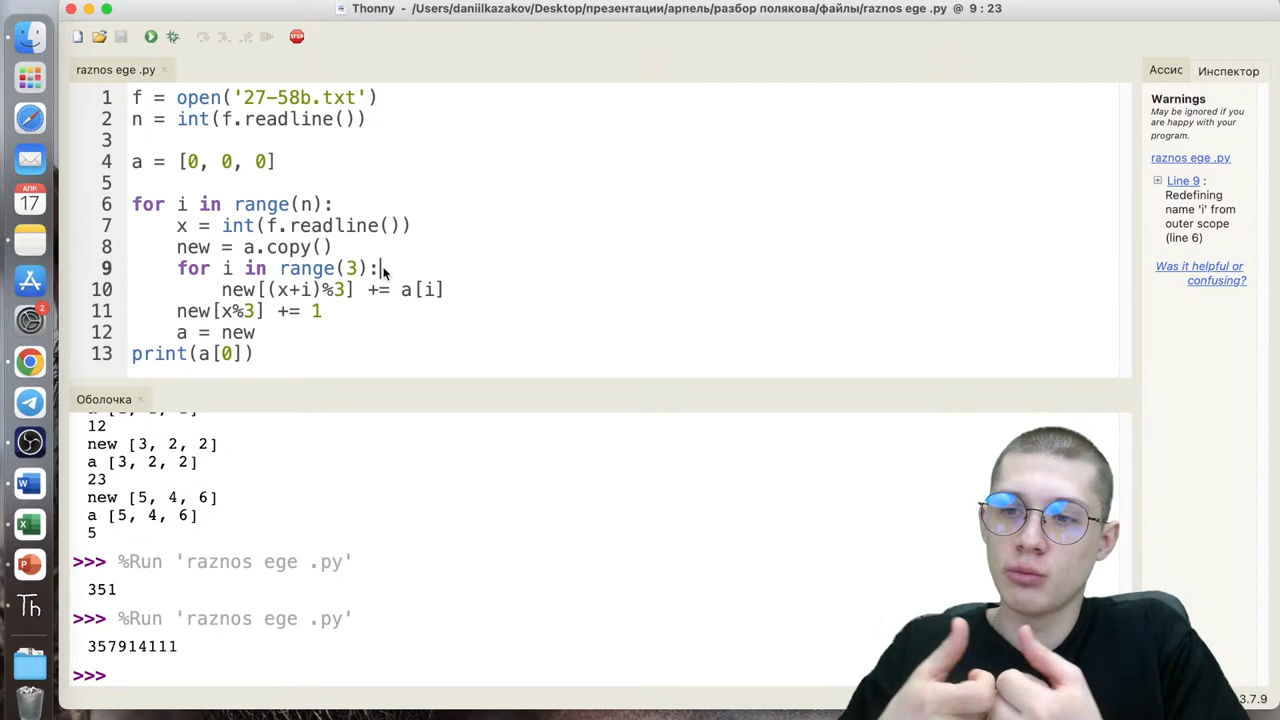 Thonny - /Users/daniilkazakov/Desktop/презентации/арпель/разбор полякова/файлы/raznos ege .py @ 9 : 23
raznos ege .py ×
1 f = open('27-58b.txt')
2 n = int(f.readline())
3
4 a = [0, 0, 0]
5
6 for i in range(n):
7 x = int(f.readline())
8 new = a.copy()
9 for i in range(3):
10 new[(x+i)%3] += a[i]
11 new[x%3] += 1
12 a = new
13 print(a[0])
Оболочка ×
12
new [3, 2, 2]
a [3, 2, 2]
23
new [5, 4, 6]
a [5, 4, 6]
5
>>> %Run 'raznos ege .py'
351
>>> %Run 'raznos ege .py'
357914111
>>>
Ассис Инспектор
Warnings
May be ignored if you
are happy with your
program.
raznos ege .py
Line 9 :
Redefining
name 'i' from
outer scope
(line 6)
Was it helpful or
confusing?
3.7.9
АПР.
17
2
W
X
P
Th
STOP